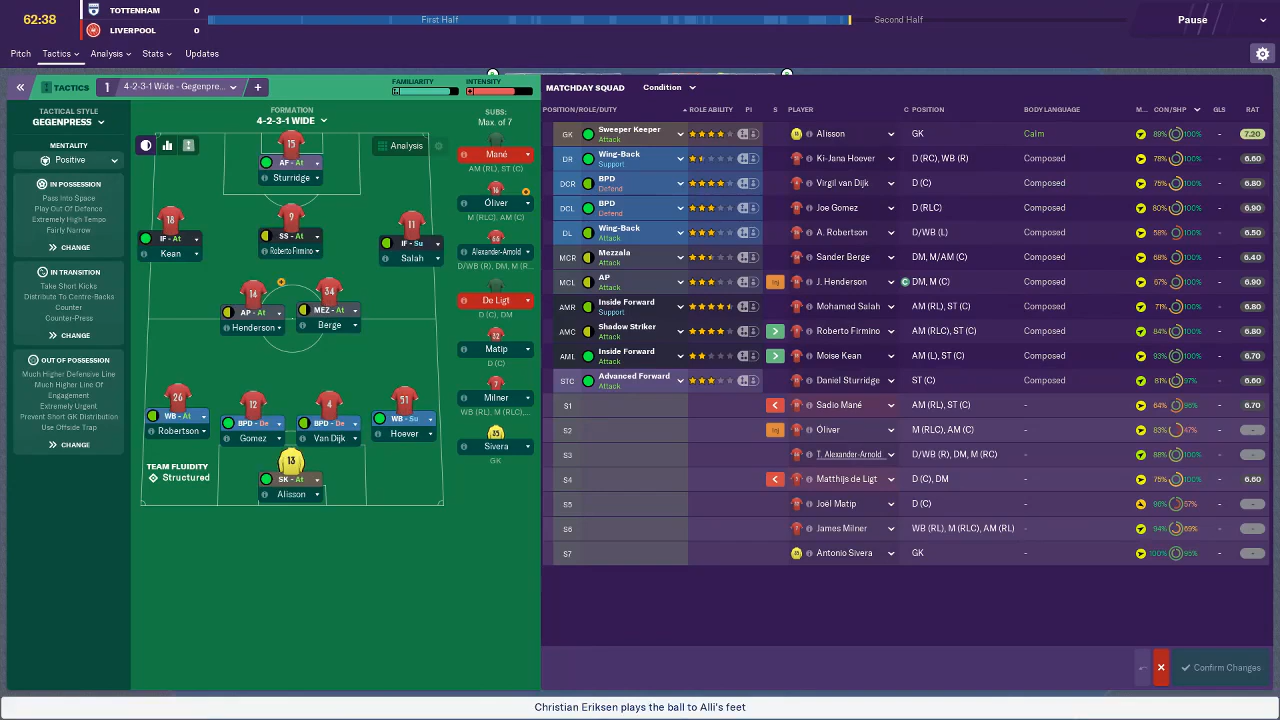 62:38
TOTTENHAM 0
LIVERPOOL 0
First Half
Second Half
Pause
Pitch Tactics Analysis Stats Updates
TACTICS
1 4-2-3-1 Wide - Gegenpre...
FAMILIARITY
INTENSITY
TACTICAL STYLE
GEGENPRESS
MENTALITY
Positive
IN POSSESSION
Pass Into Space
Play Out Of Defence
Extremely High Tempo
Fairly Narrow
CHANGE
IN TRANSITION
Take Short Kicks
Distribute To Centre-Backs
Counter
Counter-Press
CHANGE
OUT OF POSSESSION
Much Higher Defensive Line
Much Higher Line Of
Engagement
Extremely Urgent
Prevent Short GK Distribution
Use Offside Trap
CHANGE
FORMATION
4-2-3-1 WIDE
Analysis
15
AF - At
Sturridge
18
IF - At
Kean
9
SS - At
Roberto Firmino
11
IF - Su
Salah
14
AP - At
Henderson
34
MEZ - At
Berge
26
WB - At
Robertson
12
BPD - De
Gomez
4
BPD - De
Van Dijk
51
WB - Su
Hoever
13
SK - At
Alisson
TEAM FLUIDITY
Structured
SUBS:
Max. of 7
Mané
AM (RL), ST (C)
16
Óliver
M (RLC), AM (C)
66
Alexander-Arnold
D/WB (R), DM, M (R...
De Ligt
D (C), DM
32
Matip
D (C)
7
Milner
WB (RL), M (RLC),...
35
Sivera
GK
MATCHDAY SQUAD Condition
POSITION/ROLE/DUTY ROLE ABILITY PI S PLAYER C POSITION BODY LANGUAGE M... CON/SHP GLS RAT
GK Sweeper Keeper Attack Alisson GK Calm 89% 100% - 7.20
DR Wing-Back Support Ki-Jana Hoever D (RC), WB (R) Composed 78% 100% - 6.60
DCR BPD Defend Virgil van Dijk D (C) Composed 75% 100% - 6.80
DCL BPD Defend Joe Gomez D (RLC) Composed 80% 100% - 6.90
DL Wing-Back Attack A. Robertson D/WB (L) Composed 58% 100% - 6.50
MCR Mezzala Attack Sander Berge DM, M/AM (C) Composed 68% 100% - 6.40
MCL AP Attack Inj J. Henderson C DM, M (C) Composed 100% - 6.90
AMR Inside Forward Support Mohamed Salah AM (RL), ST (C) Composed 71% 100% - 6.80
AMC Shadow Striker Attack Roberto Firmino AM (RLC), ST (C) Composed 84% 100% - 6.80
AML Inside Forward Attack Moise Kean AM (L), ST (C) Composed 93% 100% - 6.70
STC Advanced Forward Attack Daniel Sturridge ST (C) Composed 81% 97% - 6.60
S1 Sadio Mané AM (RL), ST (C) - 64% - 6.70
S2 Inj Óliver M (RLC), AM (C) - 83% 47% - -
S3 T. Alexander-Arnold D/WB (R), DM, M (RC) - 88% - -
S4 Matthijs de Ligt D (C), DM - 75% 100% - 6.60
S5 Joël Matip D (C) - 57% - -
S6 James Milner WB (RL), M (RLC), AM (RL) - 94% - -
S7 Antonio Sivera GK - 100% 95% - -
Confirm Changes
Christian Eriksen plays the ball to Alli's feet